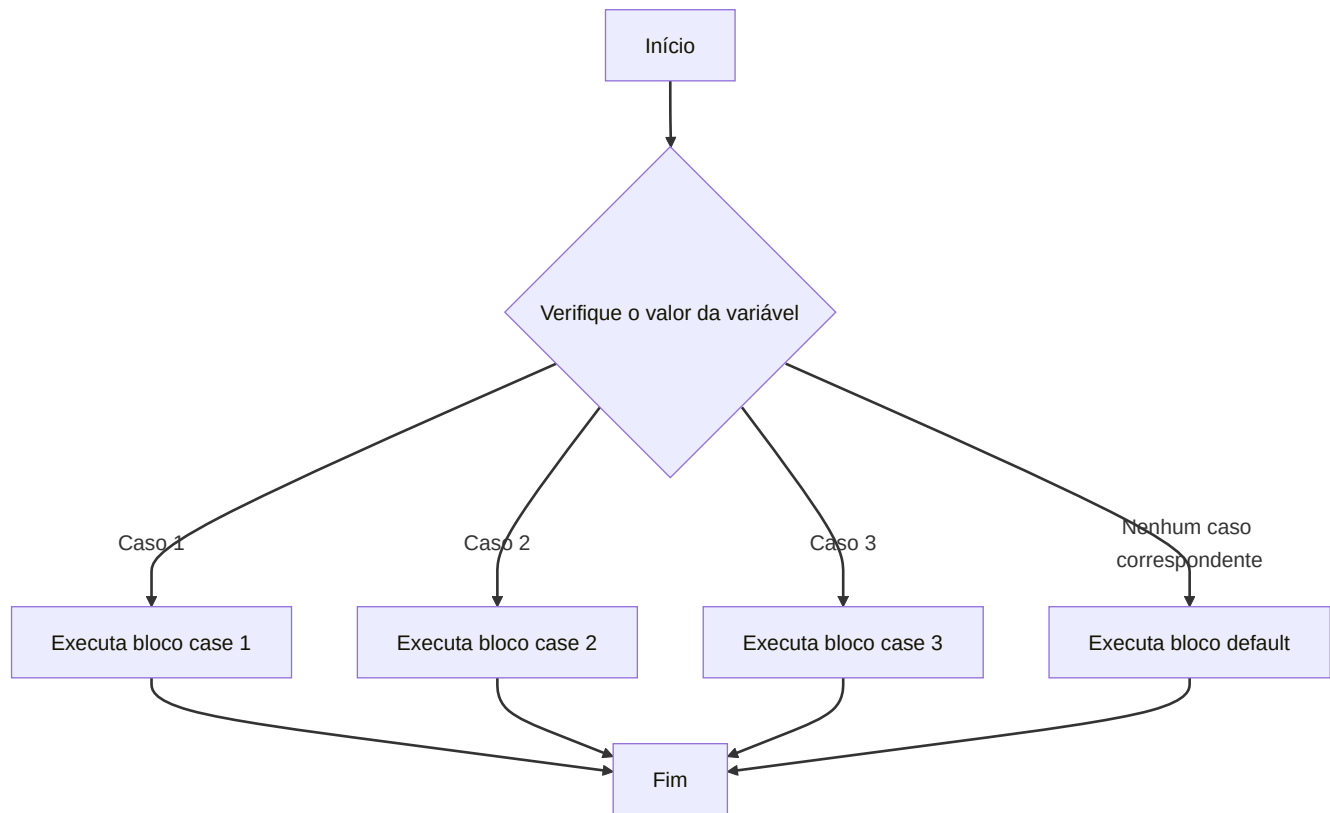 Início
Verifique o valor da variável
Caso 1
Caso 2
Caso 3
Nenhum caso
correspondente
Executa bloco case 1
Executa bloco case 2
Executa bloco case 3
Executa bloco default
Fim